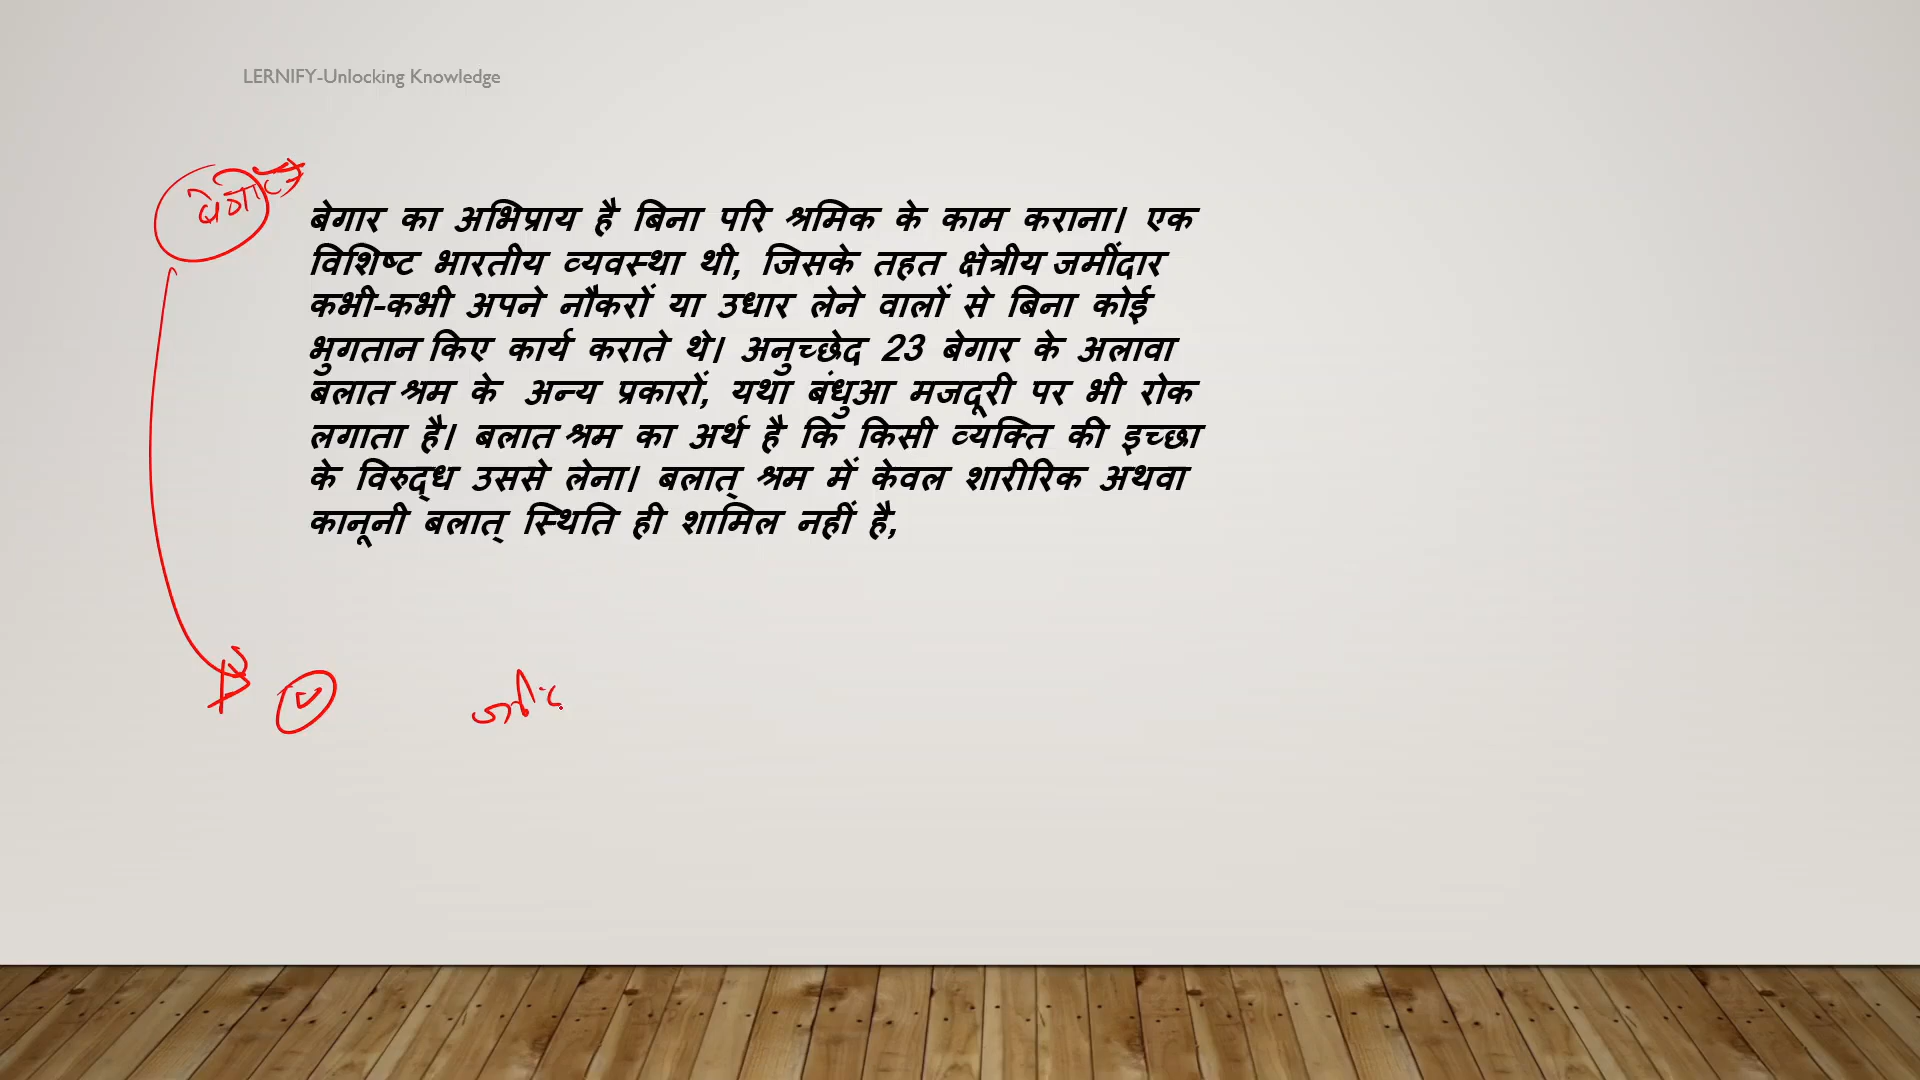 LERNIFY-Unlocking Knowledge
बेगार
बेगार का अभिप्राय है बिना परि श्रमिक के काम कराना। एक
विशिष्ट भारतीय व्यवस्था थी, जिसके तहत क्षेत्रीय जमींदार
कभी-कभी अपने नौकरों या उधार लेने वालों से बिना कोई
भुगतान किए कार्य कराते थे। अनुच्छेद 23 बेगार के अलावा
बलात श्रम के अन्य प्रकारों, यथा बंधुआ मजदूरी पर भी रोक
लगाता है। बलात श्रम का अर्थ है कि किसी व्यक्ति की इच्छा
के विरुद्ध उससे लेना। बलात् श्रम में केवल शारीरिक अथवा
कानूनी बलात् स्थिति ही शामिल नहीं है,